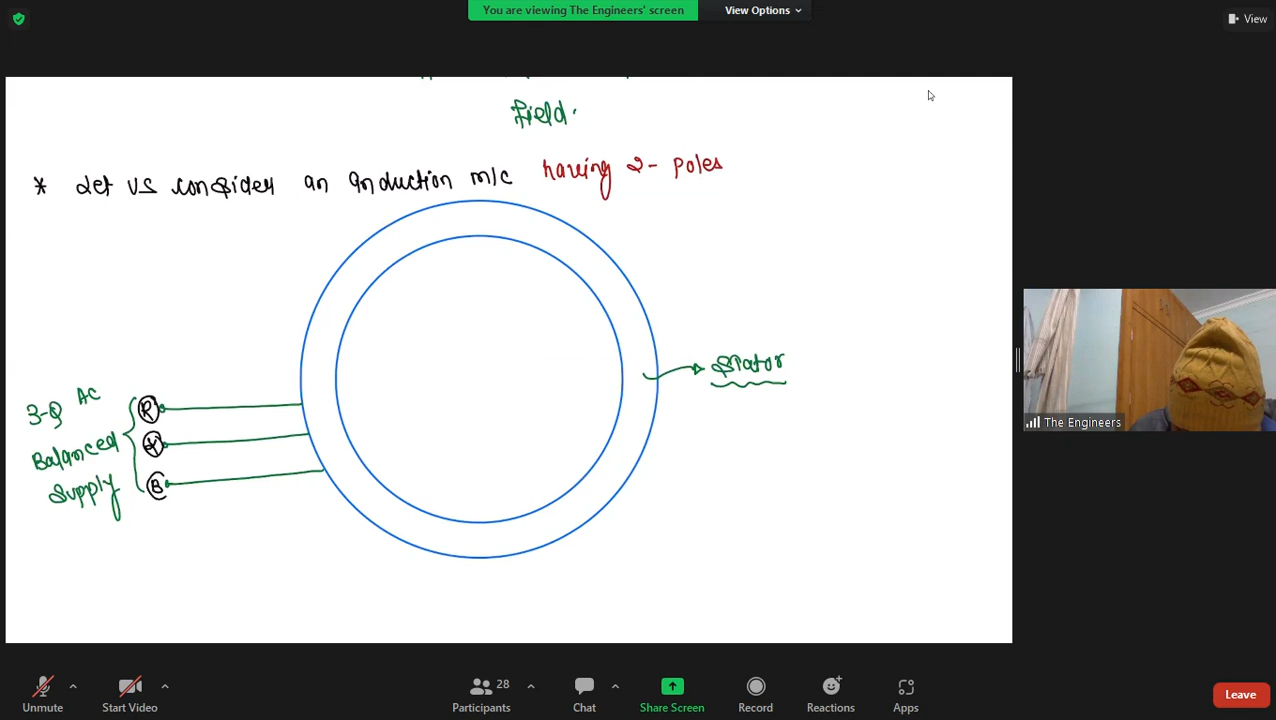 You are viewing The Engineers' screen
View Options
View
Field.
* Let us consider an Induction m/c having 2- Poles
Stator
3-Φ AC
Balanced
Supply
R
Y
B
The Engineers
Unmute
Start Video
28
Participants
Chat
Share Screen
Record
Reactions
Apps
Leave